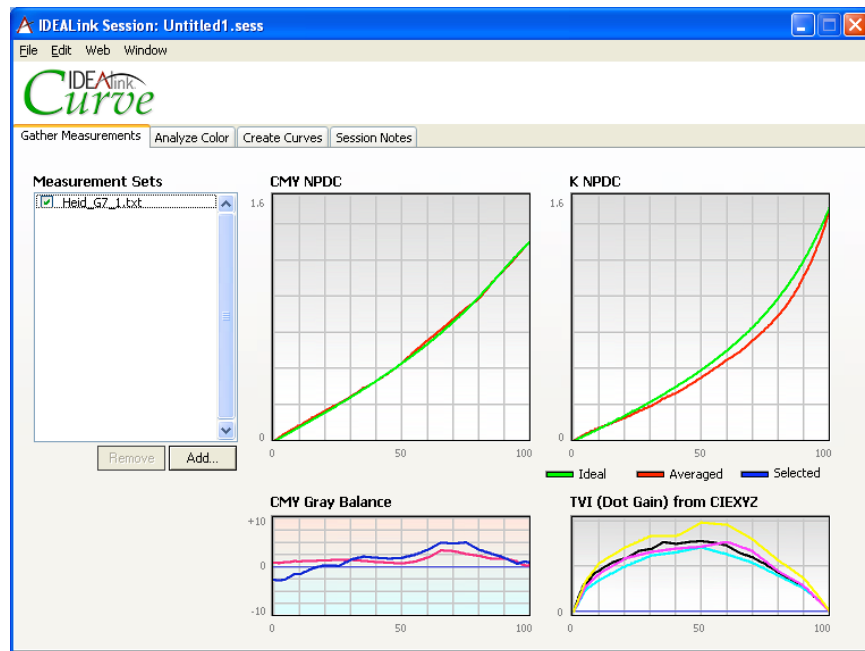 IDEALink Session: Untitled1.sess
File Edit Web Window
IDEAlink
Curve
Gather Measurements Analyze Color Create Curves Session Notes
Measurement Sets
Heid_G7_1.txt
Remove Add...
CMY NPDC
1.6
0
0 50 100
K NPDC
1.6
0
0 50 100
Ideal Averaged Selected
CMY Gray Balance
+10
0
-10
0 50 100
TVI (Dot Gain) from CIEXYZ
0
0 50 100